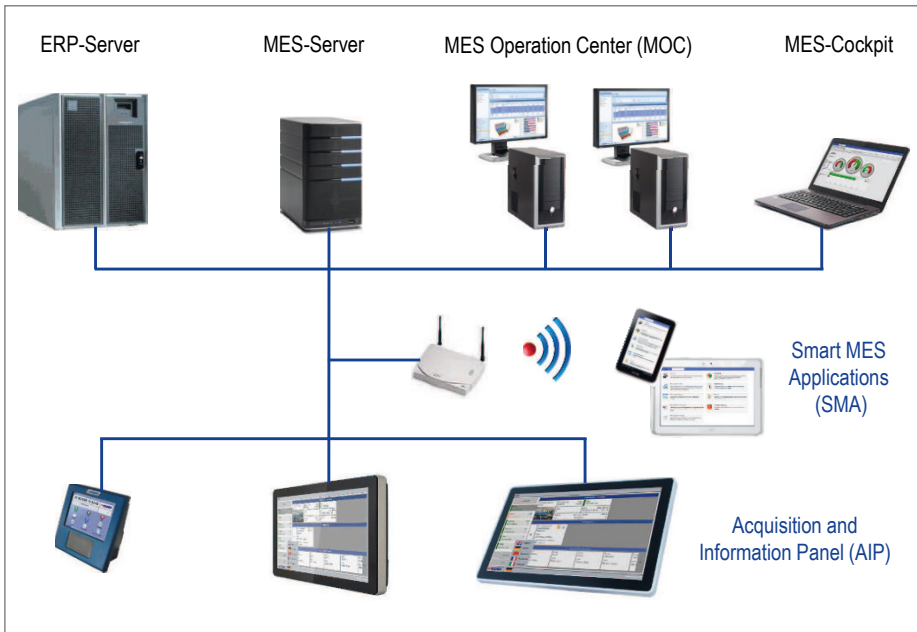 ERP-Server
MES-Server
MES Operation Center (MOC)
MES-Cockpit
Smart MES
Applications
(SMA)
Acquisition and
Information Panel (AIP)